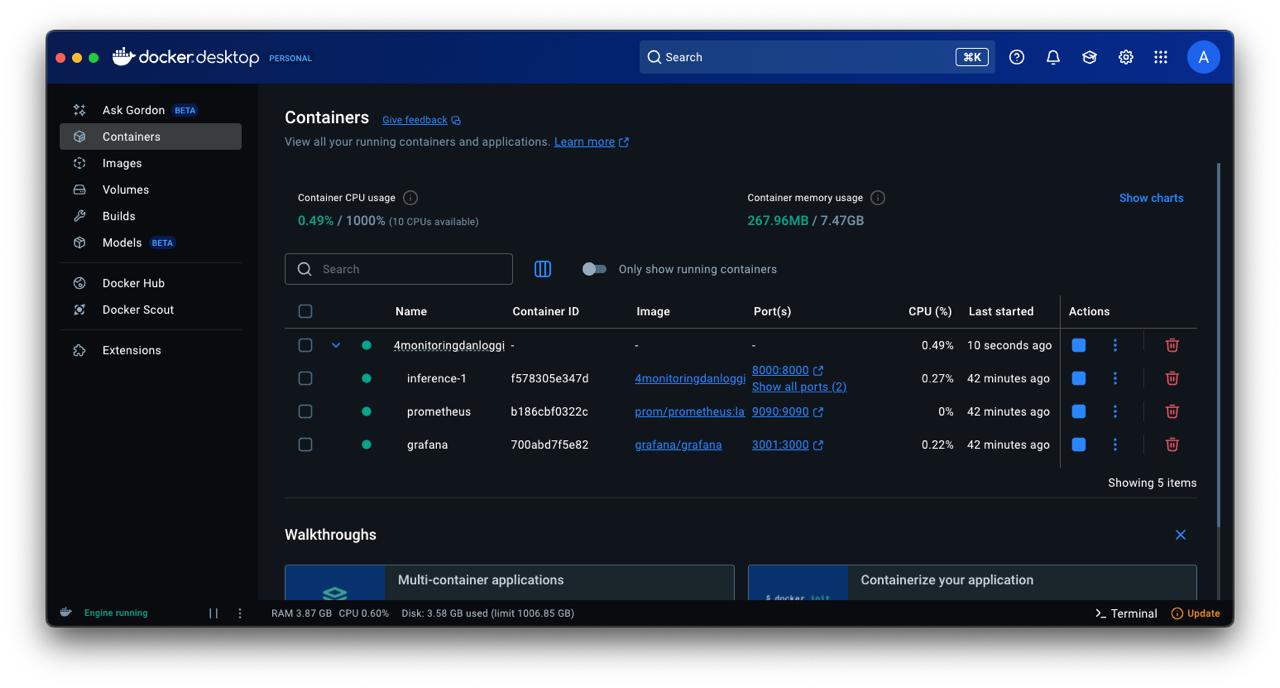 docker.desktop PERSONAL
Search ⌘K
A
Ask Gordon BETA
Containers
Images
Volumes
Builds
Models BETA
Docker Hub
Docker Scout
Extensions
Containers Give feedback
View all your running containers and applications. Learn more
Container CPU usage
0.49% / 1000% (10 CPUs available)
Container memory usage
267.96MB / 7.47GB
Show charts
Search
Only show running containers
Name Container ID Image Port(s) CPU (%) Last started Actions
4monitoringdanloggi - - - 0.49% 10 seconds ago
inference-1 f578305e347d 4monitoringdanloggi 8000:8000 0.27% 42 minutes ago
Show all ports (2)
prometheus b186cbf0322c prom/prometheus:la 9090:9090 0% 42 minutes ago
grafana 700abd7f5e82 grafana/grafana 3001:3000 0.22% 42 minutes ago
Showing 5 items
Walkthroughs
Multi-container applications
Containerize your application
$ docker init
Engine running RAM 3.87 GB CPU 0.60% Disk: 3.58 GB used (limit 1006.85 GB) >_ Terminal Update